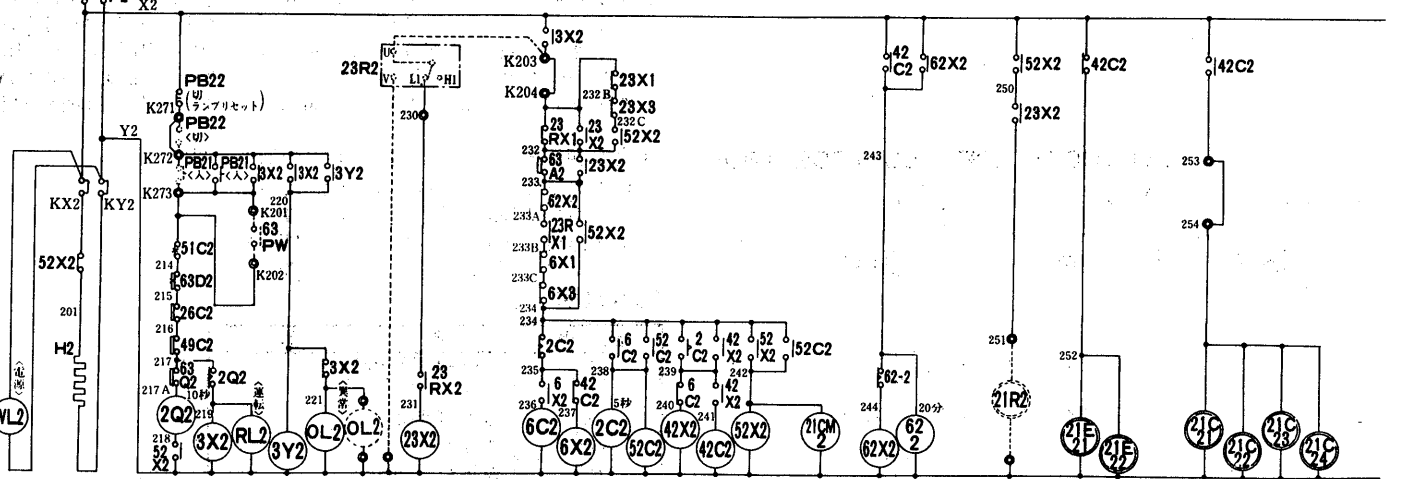 X2
PB22
(切
ランプリセット)
K271
PB22
<切>
Y2
K272
PB21
<入>
PB21
<入>
3X2
3X2
3Y2
K273
KX2
KY2
220
K201
63
PW
K202
51C2
214
63D2
215
26C2
216
49C2
217
63
Q2
217A
10秒
2Q2
2Q2
219
<運転>
3X2
221
<異常>
218
52
X2
3X2
RL2
3Y2
OL2
OL2
52X2
201
H2
<電源>
WL2
23R2
U
V
L1
H1
230
23
RX2
231
23X2
3X2
K203
K204
23X1
232B
23X3
232C
23
RX1
23
X2
52X2
232
63
A2
23X2
233
62X2
233A
23R
X1
52X2
233B
6X1
233C
6X3
234
234
2C2
6
C2
52
C2
2
C2
42
X2
52
X2
52C2
235
238
239
242
6
X2
42
C2
6
C2
42
X2
236
237
5秒
240
241
6C2
6X2
2C2
52C2
42X2
42C2
52X2
21CM
2
42
C2
62X2
243
62-2
244
20分
62X2
62
2
52X2
250
23X2
251
21R2
42C2
252
21E
21
21E
22
42C2
253
254
21C
21
21C
22
21C
23
21C
24